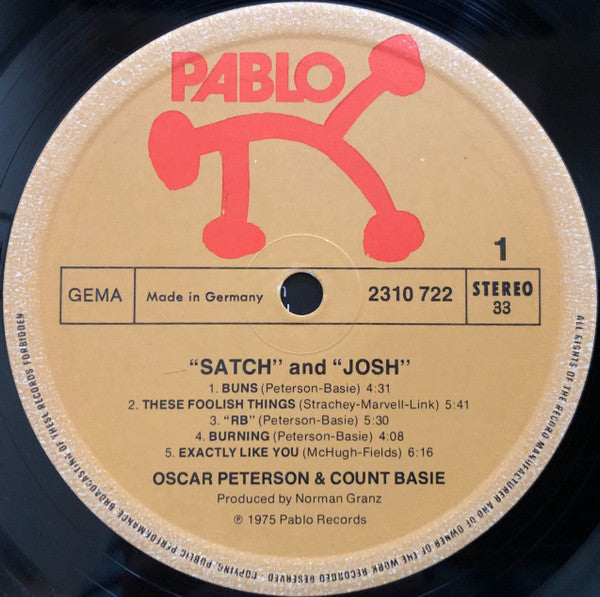 PABLO
1
GEMA
Made in Germany
2310 722
STEREO
33
“SATCH” and “JOSH”
1. BUNS (Peterson-Basie) 4:31
2. THESE FOOLISH THINGS (Strachey-Marvell-Link) 5:41
3. “RB” (Peterson-Basie) 5:30
4. BURNING (Peterson-Basie) 4:08
5. EXACTLY LIKE YOU (McHugh-Fields) 6:16
OSCAR PETERSON & COUNT BASIE
Produced by Norman Granz
℗ 1975 Pablo Records
ALL RIGHTS OF THE RECORD MANUFACTURER AND OF OWNER OF THE WORK RECORDED RESERVED · COPYING, PUBLIC PERFORMANCE BROADCASTING OF THESE RECORDS FORBIDDEN